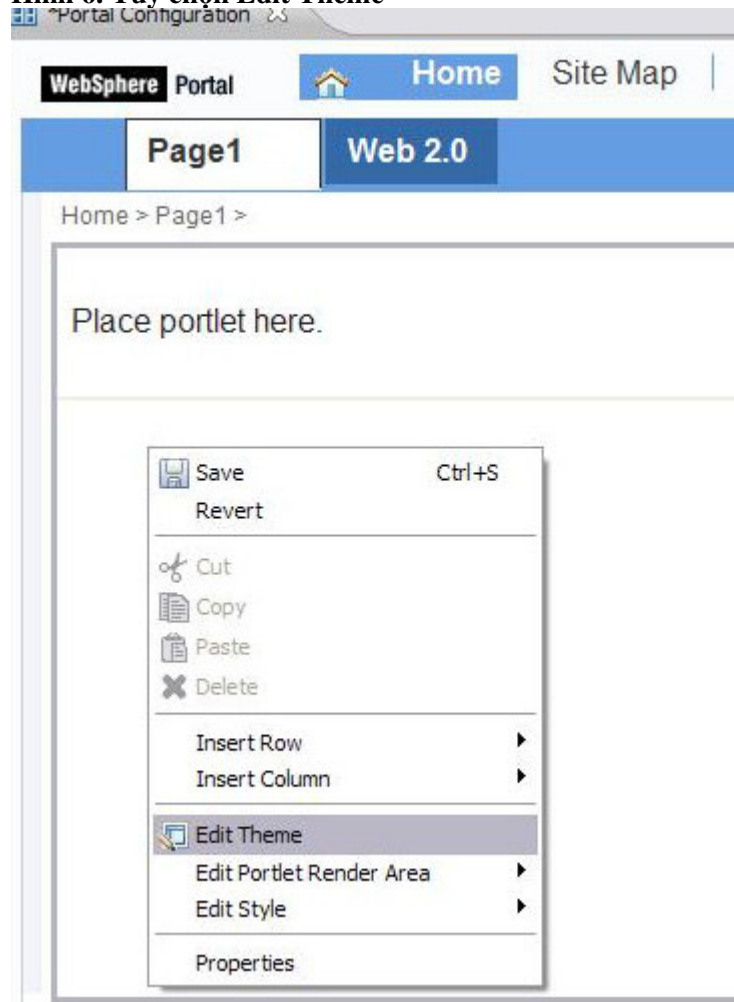 Hình 6. Tùy chọn Edit Theme
*Portal Configuration
WebSphere Portal Home Site Map
Page1 Web 2.0
Home > Page1 >
Place portlet here.
Save Ctrl+S
Revert
Cut
Copy
Paste
Delete
Insert Row
Insert Column
Edit Theme
Edit Portlet Render Area
Edit Style
Properties